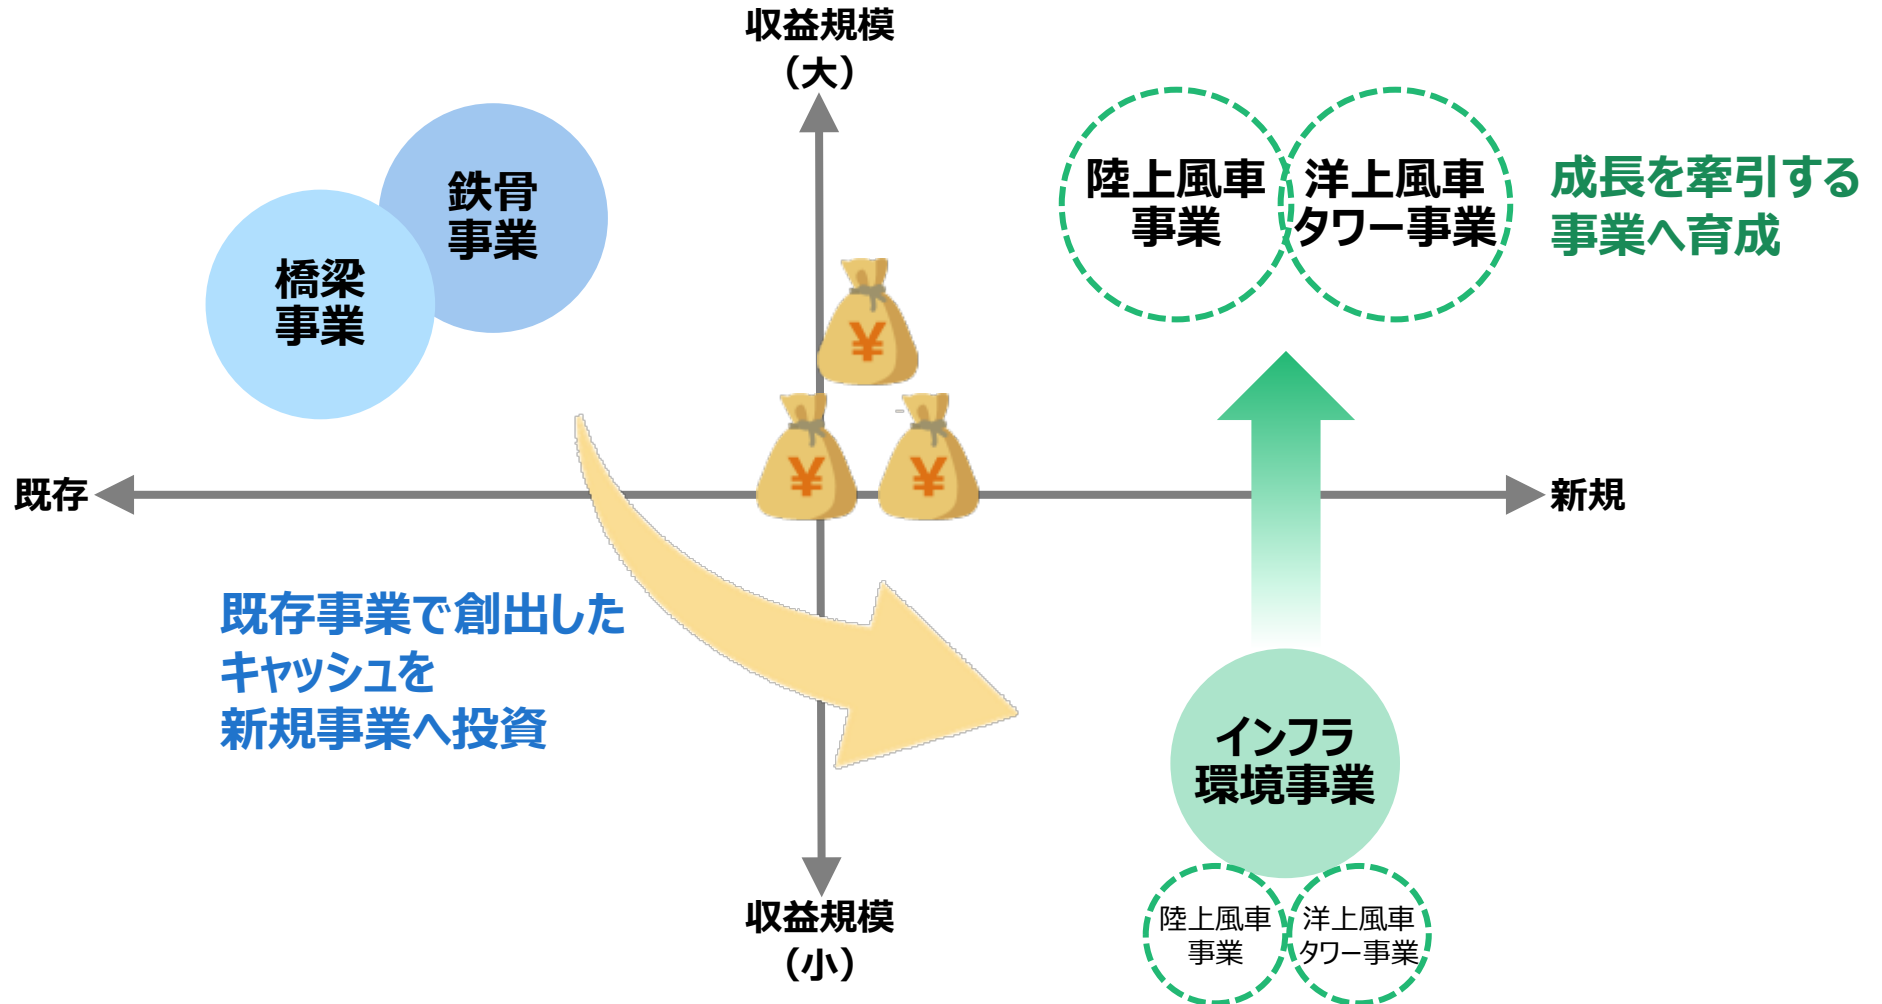 収益規模
（大）
鉄骨
事業
橋梁
事業
陸上風車
事業
洋上風車
タワー事業
成長を牽引する
事業へ育成
¥
¥
¥
既存
新規
既存事業で創出した
キャッシュを
新規事業へ投資
インフラ
環境事業
陸上風車
事業
洋上風車
タワー事業
収益規模
（小）